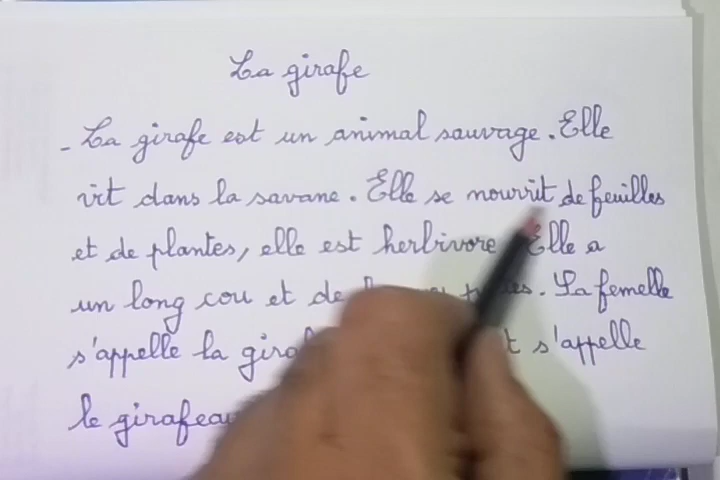 La girafe
- La girafe est un animal sauvage. Elle
vit dans la savane. Elle se nourrit de feuilles
et de plantes, elle est herbivore. Elle a
un long cou et de La femelle
s'appelle la s'appelle
le